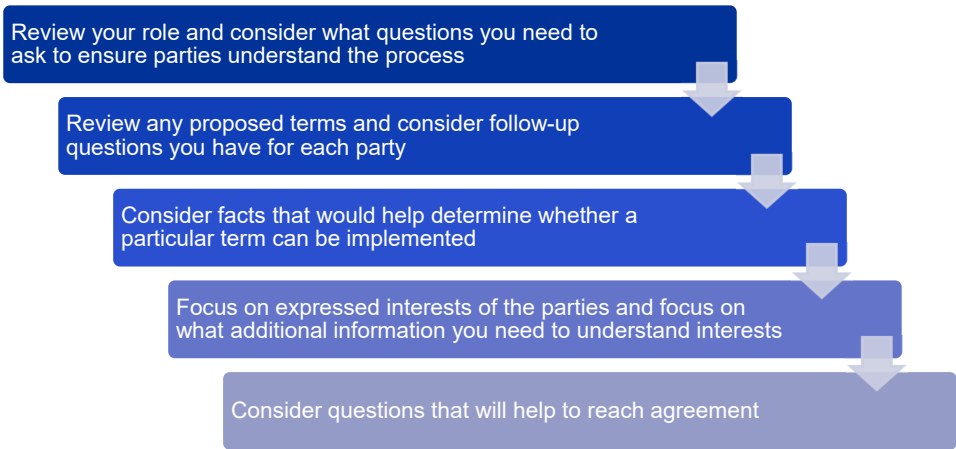 Review your role and consider what questions you need to
ask to ensure parties understand the process
Review any proposed terms and consider follow-up
questions you have for each party
Consider facts that would help determine whether a
particular term can be implemented
Focus on expressed interests of the parties and focus on
what additional information you need to understand interests
Consider questions that will help to reach agreement